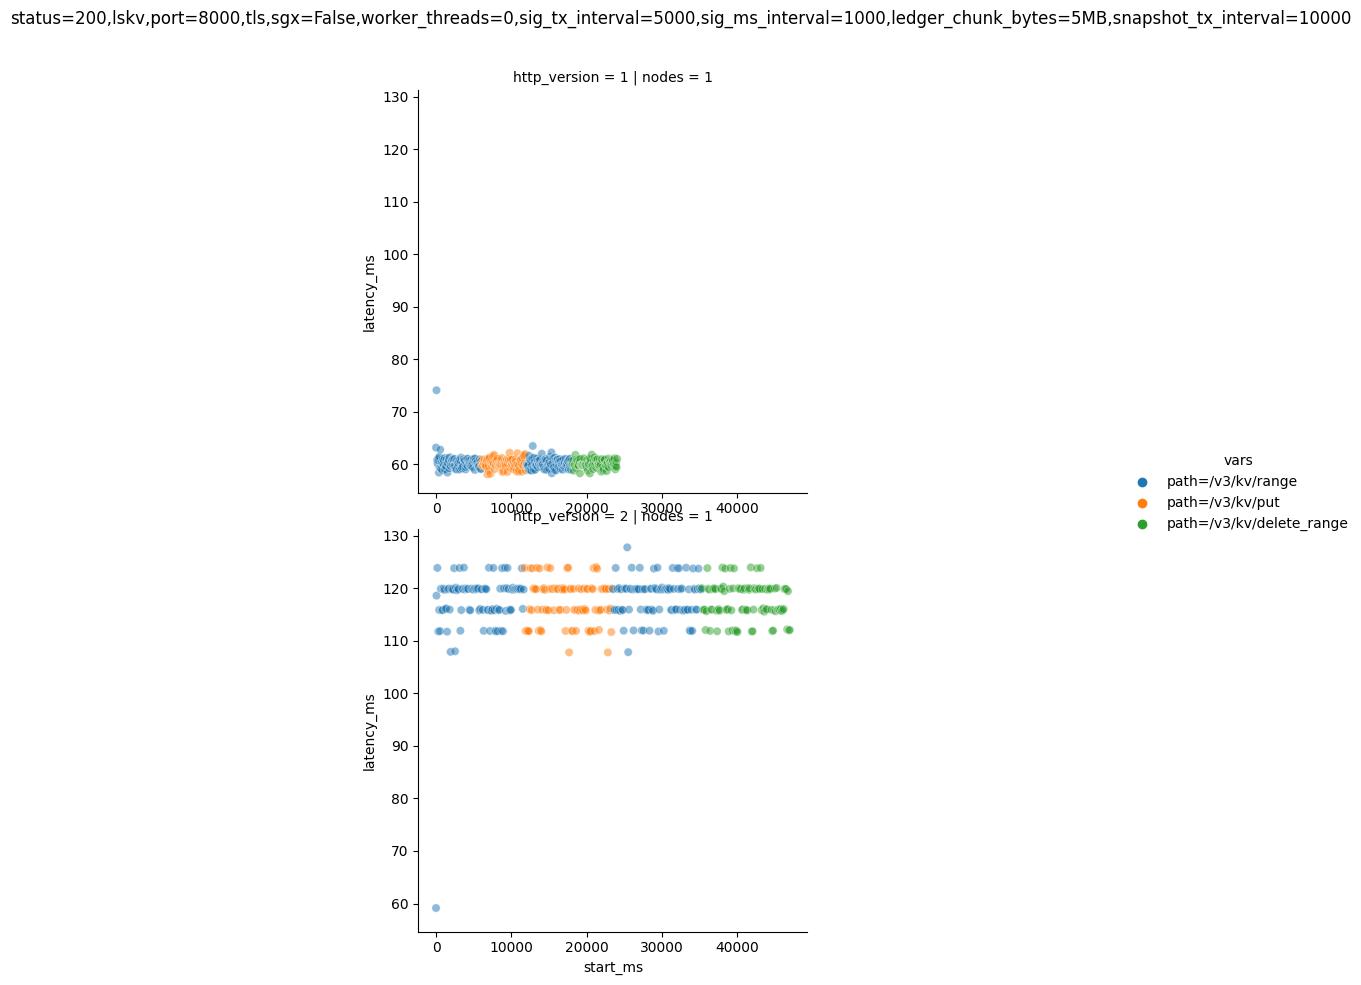 status=200,lskv,port=8000,tls,sgx=False,worker_threads=0,sig_tx_interval=5000,sig_ms_interval=1000,ledger_chunk_bytes=5MB,snapshot_tx_interval=10000
http_version = 1 | nodes = 1
130
120
110
100
90
80
70
60
latency_ms
0 10000 20000 30000 40000
http_version = 2 | nodes = 1
130
120
110
100
90
80
70
60
latency_ms
0 10000 20000 30000 40000
start_ms
vars
path=/v3/kv/range
path=/v3/kv/put
path=/v3/kv/delete_range